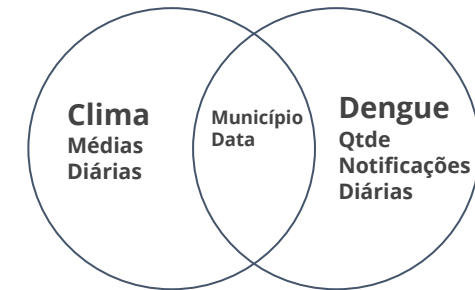 Clima
Médias
Diárias
Município
Data
Dengue
Qtde
Notificações
Diárias